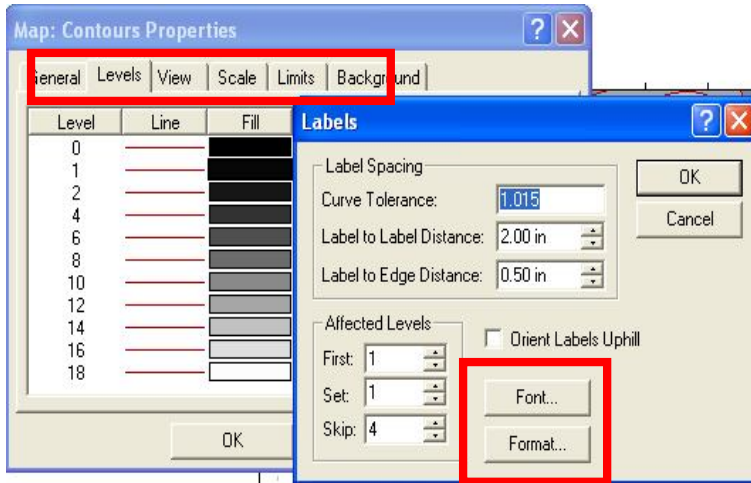 Map: Contours Properties
General Levels View Scale Limits Background
Level Line Fill
0
1
2
4
6
8
10
12
14
16
18
OK
Labels
Label Spacing
Curve Tolerance: 1.015
Label to Label Distance: 2.00 in
Label to Edge Distance: 0.50 in
OK
Cancel
Affected Levels
First: 1
Set: 1
Skip: 4
Orient Labels Uphill
Font...
Format...